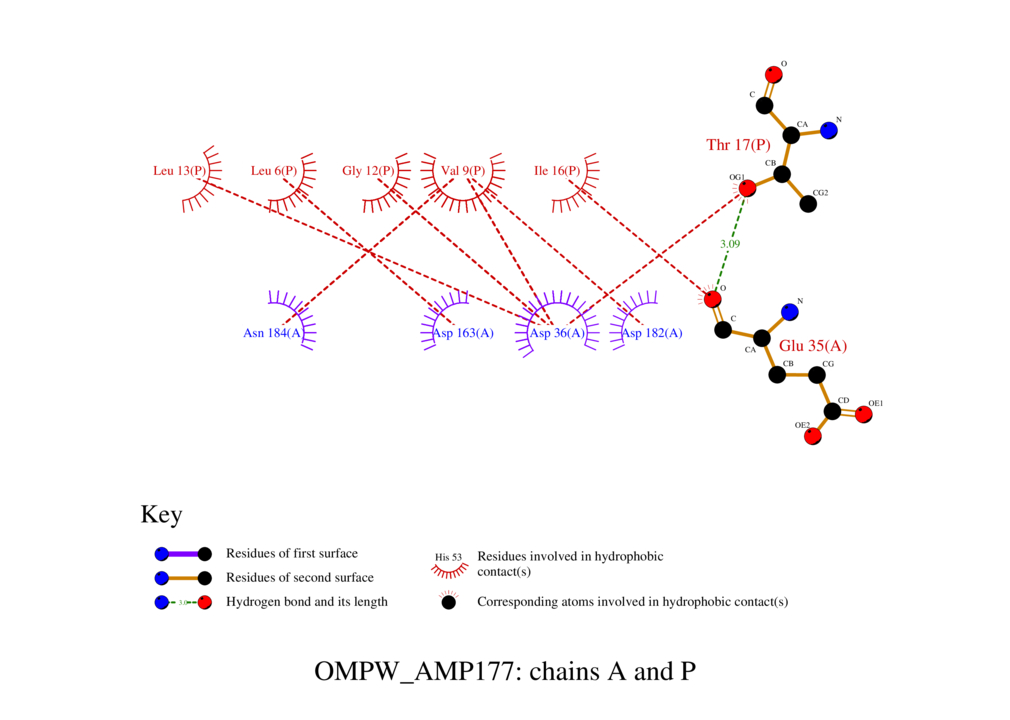 O
C
CA
N
Thr 17(P)
CB
OG1
CG2
Leu 13(P)
Leu 6(P)
Gly 12(P)
Val 9(P)
Ile 16(P)
3.09
O
N
C
Asn 184(A)
Asp 163(A)
Asp 36(A)
Asp 182(A)
CA
Glu 35(A)
CB
CG
CD
OE1
OE2
Key
Residues of first surface
Residues of second surface
3.0
Hydrogen bond and its length
His 53
Residues involved in hydrophobic
contact(s)
Corresponding atoms involved in hydrophobic contact(s)
OMPW_AMP177: chains A and P